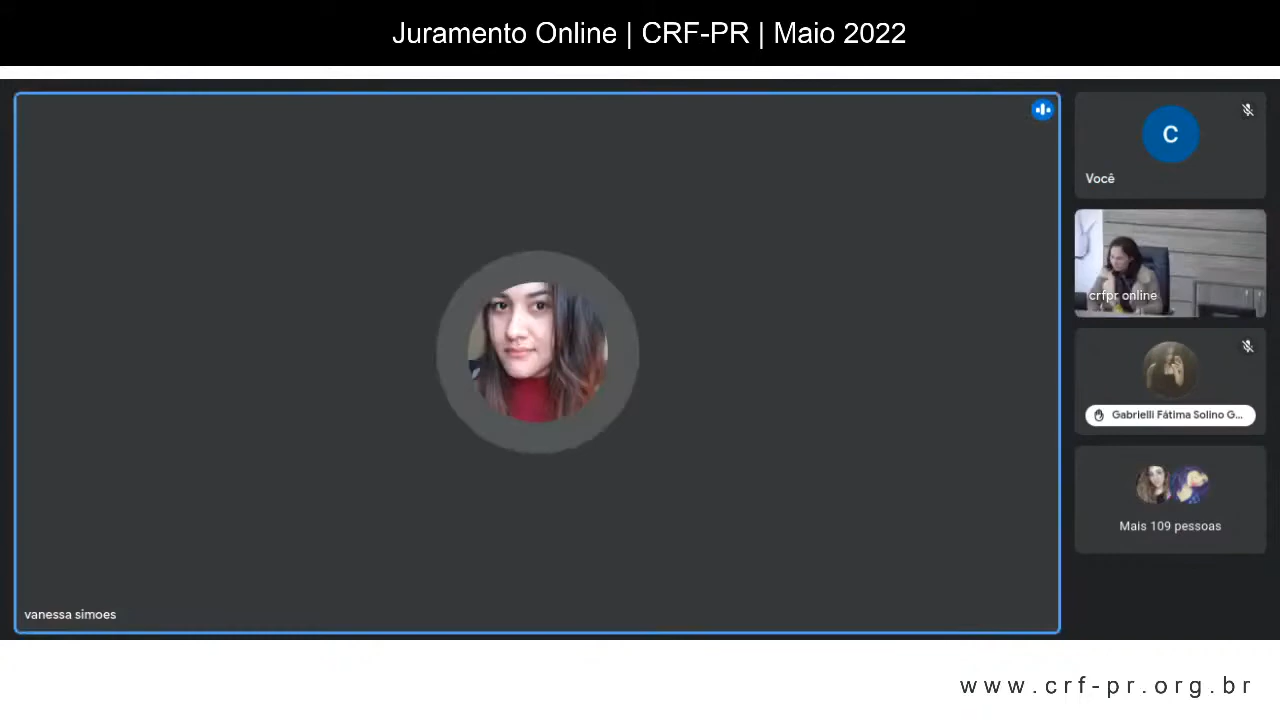 Juramento Online | CRF-PR | Maio 2022
C
Você
crfpr online
Gabrielli Fátima Solino G...
Mais 109 pessoas
vanessa simoes
www.crf-pr.org.br